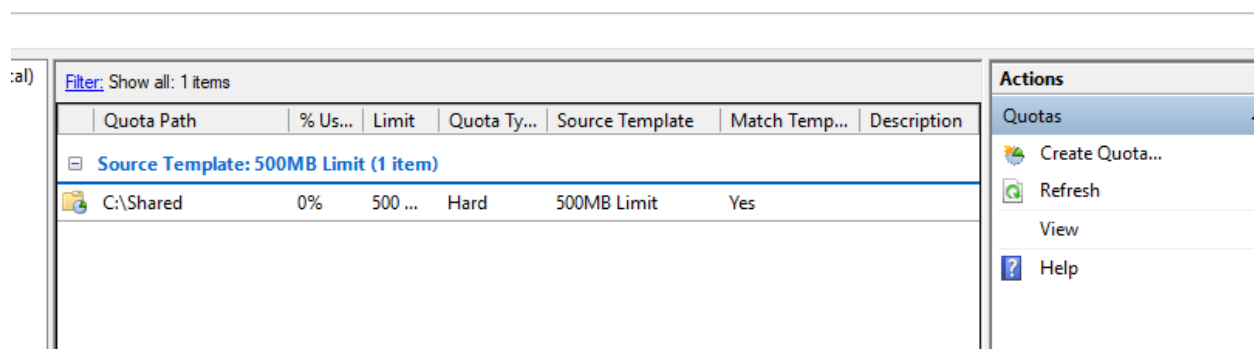 :al)
Filter: Show all: 1 items
Quota Path % Us... Limit Quota Ty... Source Template Match Temp... Description
Source Template: 500MB Limit (1 item)
C:\Shared 0% 500 ... Hard 500MB Limit Yes
Actions
Quotas
Create Quota...
Refresh
View
Help